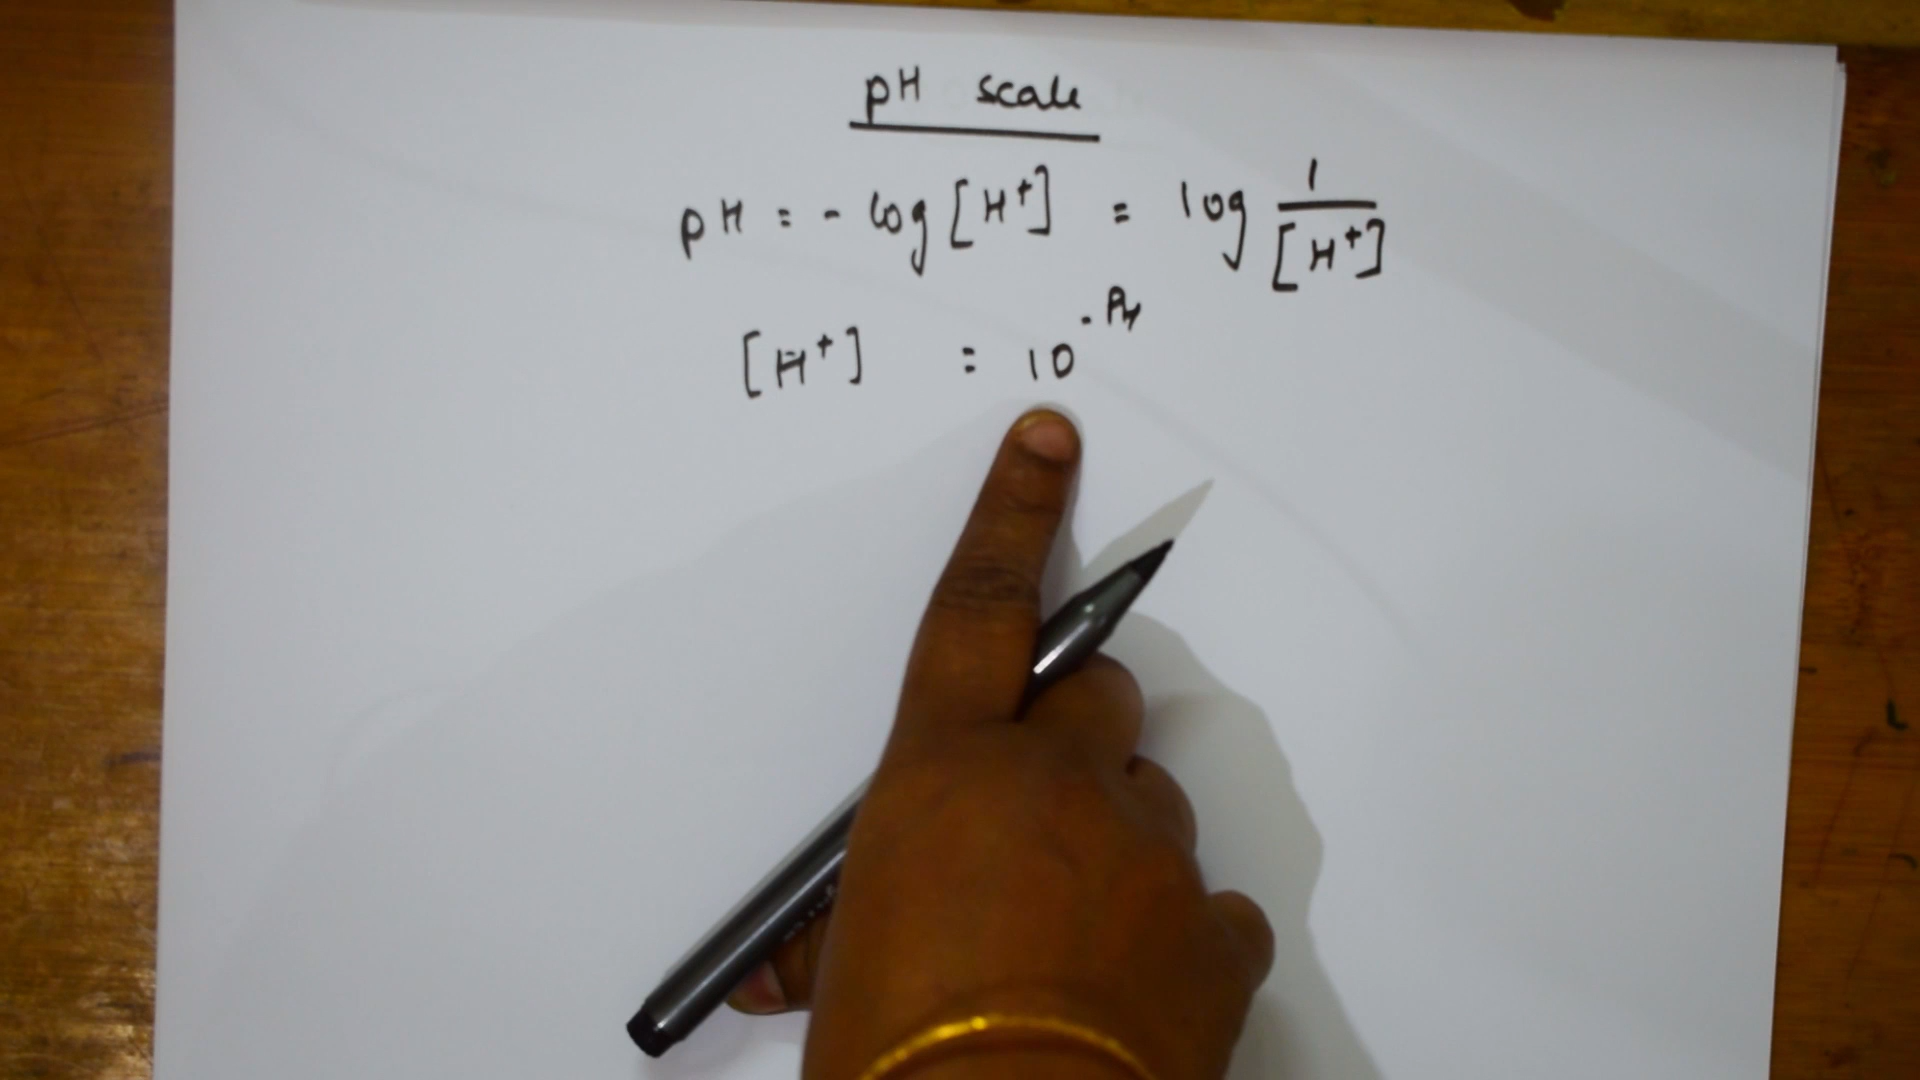 pH scale
pH = - log [H⁺] = log 1/[H⁺]
[H⁺] = 10^-PH